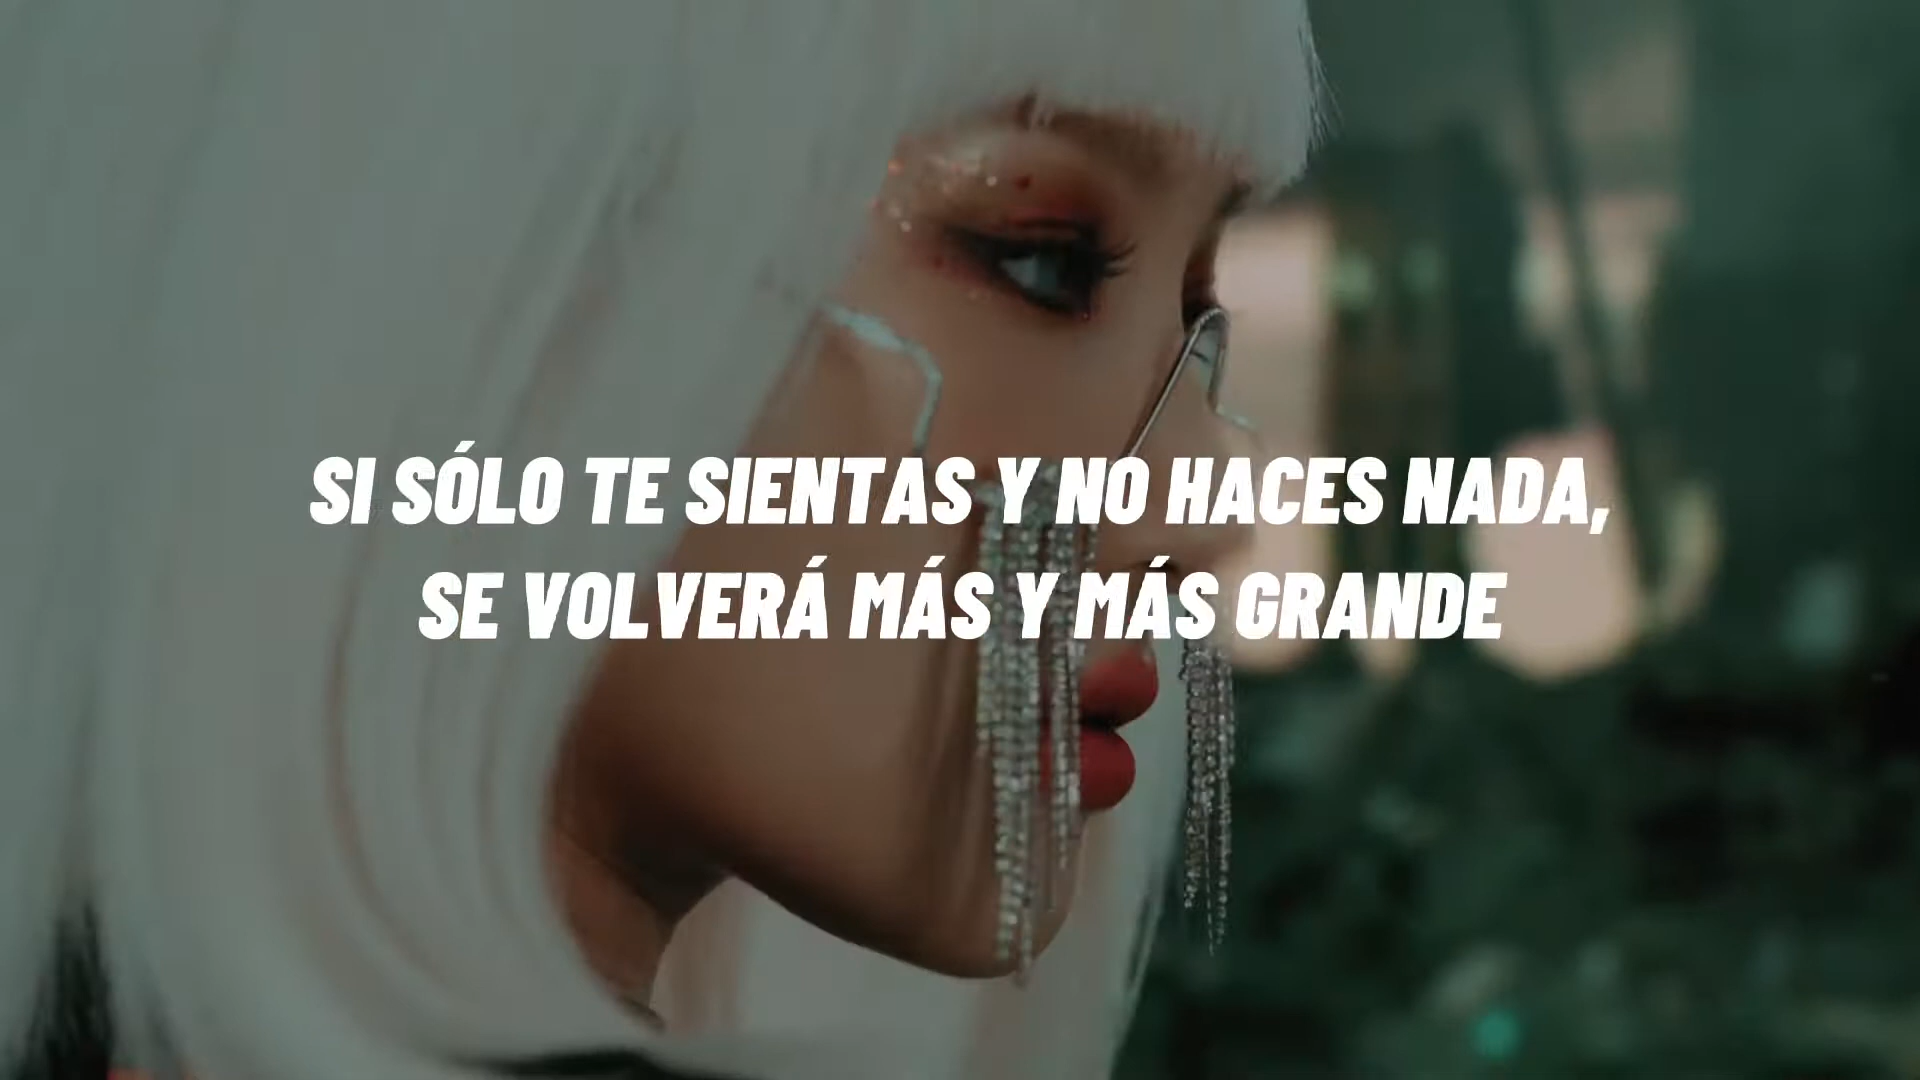 SI SÓLO TE SIENTAS Y NO HACES NADA,
SE VOLVERÁ MÁS Y MÁS GRANDE